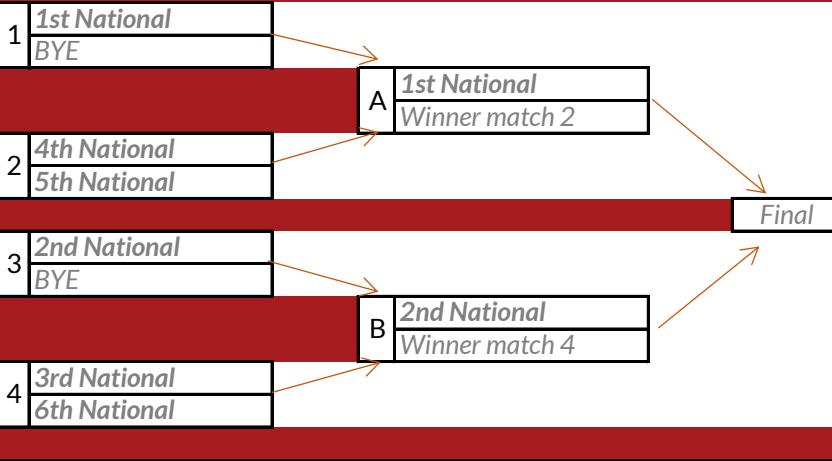 1
1st National
BYE
A
1st National
Winner match 2
2
4th National
5th National
Final
3
2nd National
BYE
B
2nd National
Winner match 4
4
3rd National
6th National